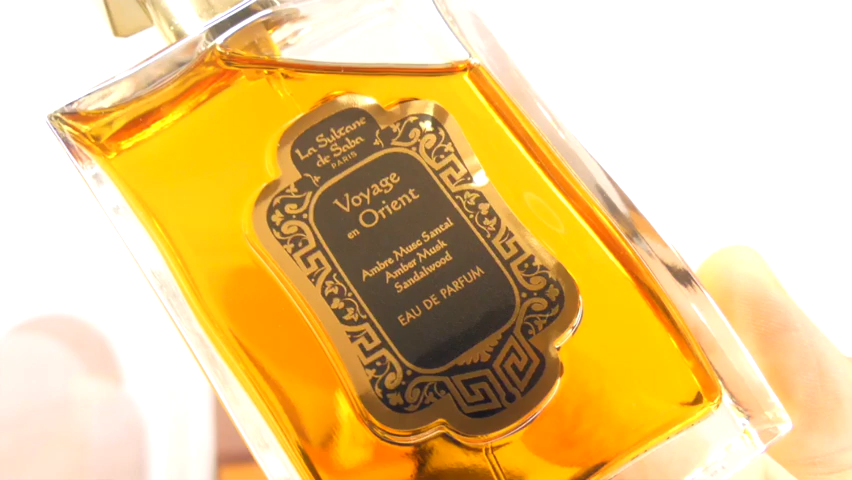 La Sultane
de Saba
PARIS
Voyage
en Orient
Ambre Musc Santal
Amber Musk
Sandalwood
EAU DE PARFUM